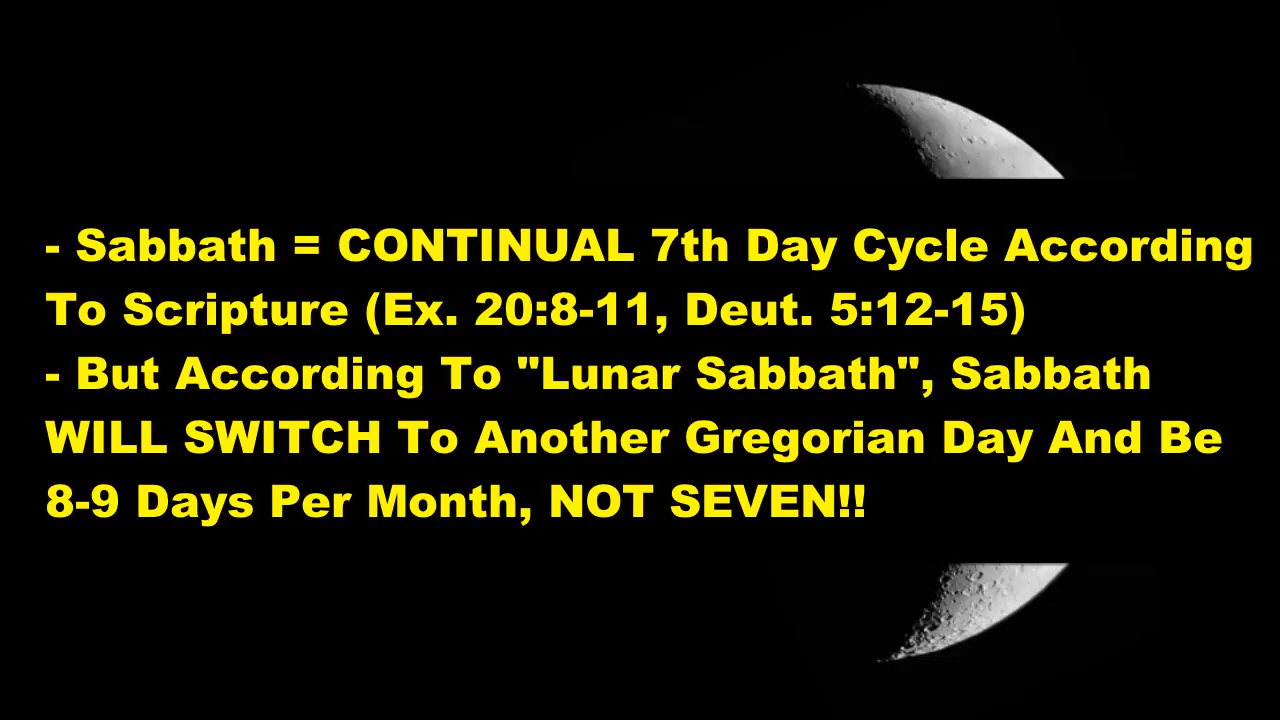 - Sabbath = CONTINUAL 7th Day Cycle According
To Scripture (Ex. 20:8-11, Deut. 5:12-15)
- But According To "Lunar Sabbath", Sabbath
WILL SWITCH To Another Gregorian Day And Be
8-9 Days Per Month, NOT SEVEN!!